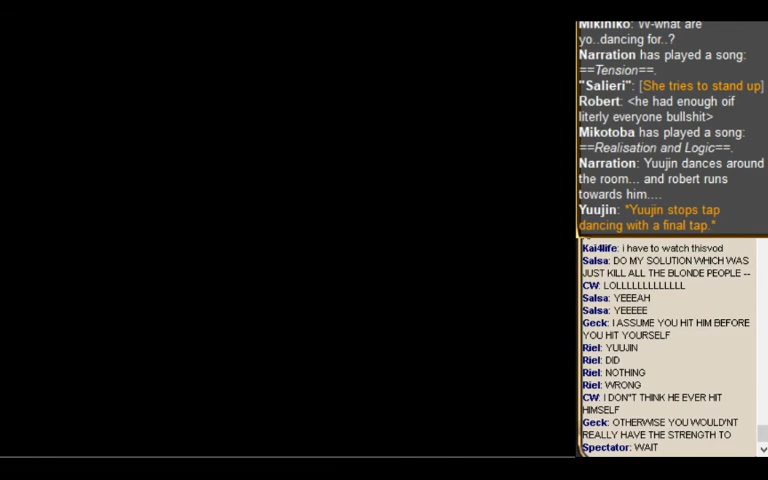 Mikiniko: W-what are
yo..dancing for..?
Narration has played a song:
==Tension==.
"Salieri": [She tries to stand up]
Robert: <he had enough oif
literly everyone bullshit>
Mikotoba has played a song:
==Realisation and Logic==.
Narration: Yuujin dances around
the room... and robert runs
towards him....
Yuujin: *Yuujin stops tap
dancing with a final tap.*
Kai4life: i have to watch thisvod
Salsa: DO MY SOLUTION WHICH WAS
JUST KILL ALL THE BLONDE PEOPLE --
CW: LOLLLLLLLLLLLLL
Salsa: YEEEAH
Salsa: YEEEEE
Geck: I ASSUME YOU HIT HIM BEFORE
YOU HIT YOURSELF
Riel: YUUJIN
Riel: DID
Riel: NOTHING
Riel: WRONG
CW: I DON"T THINK HE EVER HIT
HIMSELF
Geck: OTHERWISE YOU WOULD'NT
REALLY HAVE THE STRENGTH TO
Spectator: WAIT